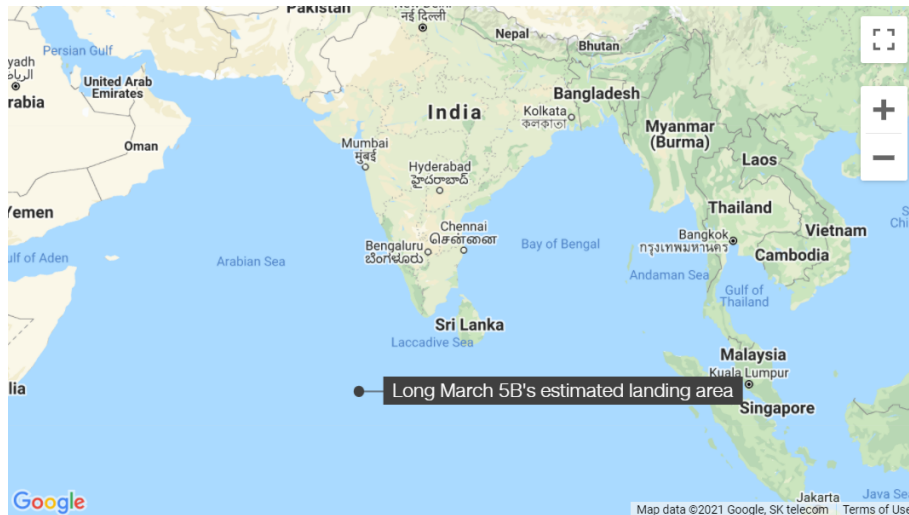 Pakistan
नई दिल्ली
Nepal
Bhutan
Persian Gulf
yadh
الريا
rabia
United Arab
Emirates
Oman
India
Bangladesh
Kolkata
কলকাতা
Myanmar
(Burma)
Laos
Mumbai
मुंबई
Hyderabad
హైదరాబాద్
Yemen
Thailand
Vietnam
Chennai
சென்னை
Bengaluru
ಬೆಂಗಳೂರು
Bay of Bengal
Bangkok
กรุงเทพมหานคร
Cambodia
ulf of Aden
Arabian Sea
Andaman Sea
Gulf of
Thailand
S
Chi
Sri Lanka
Laccadive Sea
Malaysia
Kuala Lumpur
lia
Long March 5B's estimated landing area
Singapore
Google
Jakarta
Java Se
Map data ©2021 Google, SK telecom
Terms of Use